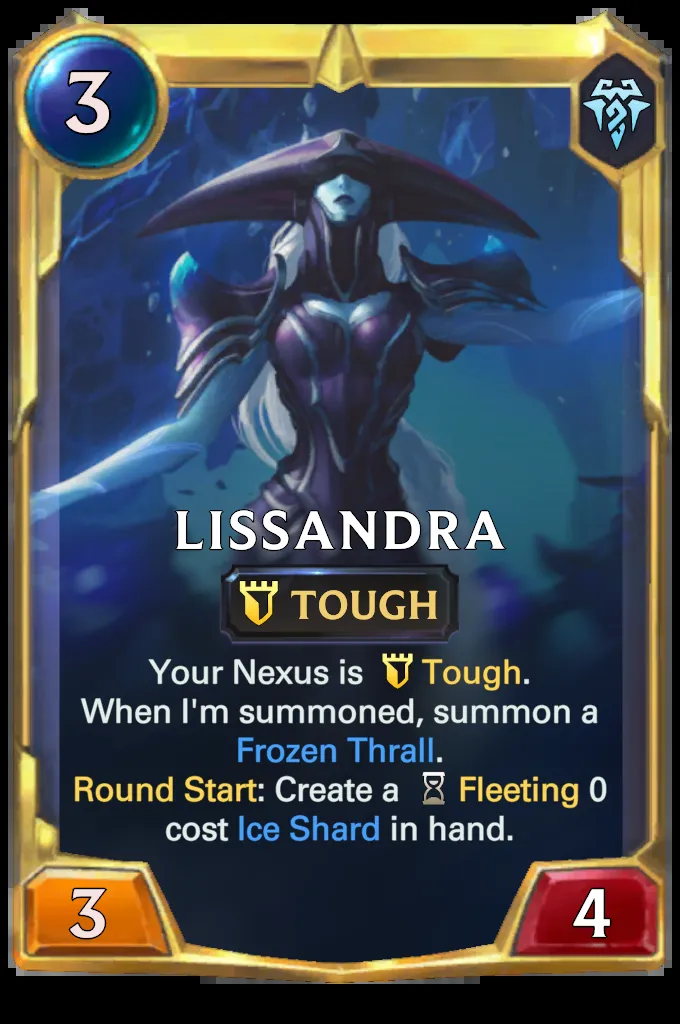 3
LISSANDRA
TOUGH
Your Nexus is Tough.
When I'm summoned, summon a
Frozen Thrall.
Round Start: Create a Fleeting 0
cost Ice Shard in hand.
3 4